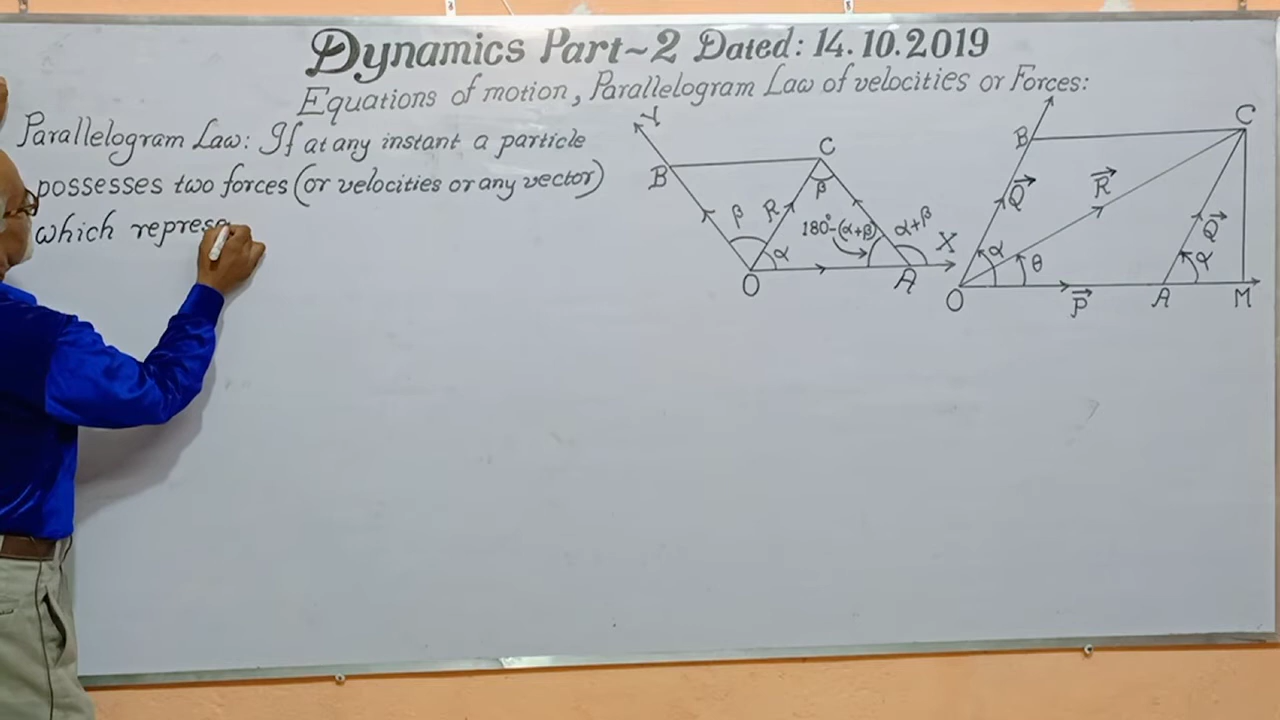 Dynamics Part~2 Dated: 14.10.2019
Equations of motion, Parallelogram Law of velocities or Forces:
Parallelogram Law: If at any instant a particle
possesses two forces (or velocities or any vector)
which represe
Y
B
C
β
β
R
α
180°-(α+β)
α+β
X
O
A
B
C
Q⃗
R⃗
Q⃗
α
θ
α
O
P⃗
A
M